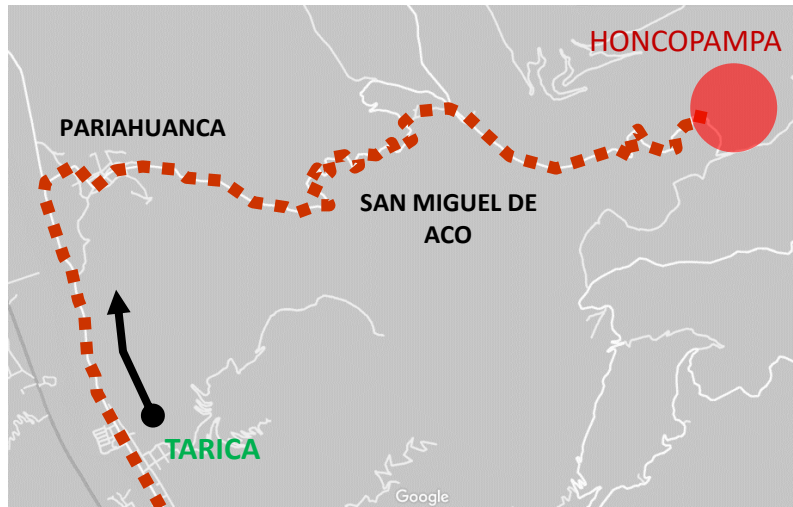 HONCOPAMPA
PARIAHUANCA
SAN MIGUEL DE
ACO
TARICA
Google